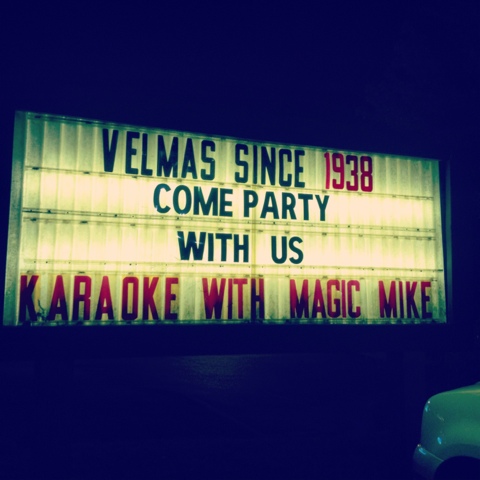 VELMAS SINCE 1938
COME PARTY
WITH US
KARAOKE WITH MAGIC MIKE